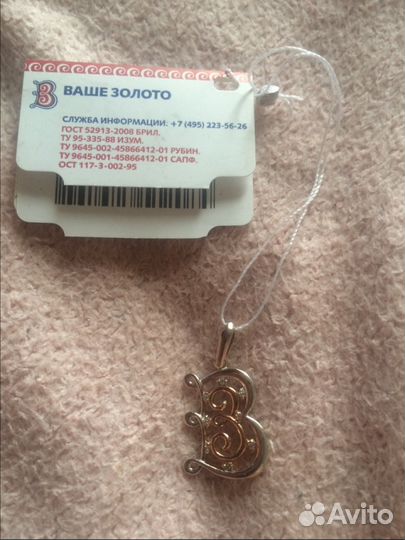 В ВАШЕ ЗОЛОТО
СЛУЖБА ИНФОРМАЦИИ: +7 (495) 223-56-26
ГОСТ 52913-2008 БРИЛ.
ТУ 95-335-88 ИЗУМ.
ТУ 9645-002-45866412-01 РУБИН.
ТУ 9645-001-45866412-01 САПФ.
ОСТ 117-3-002-95
В
Avito